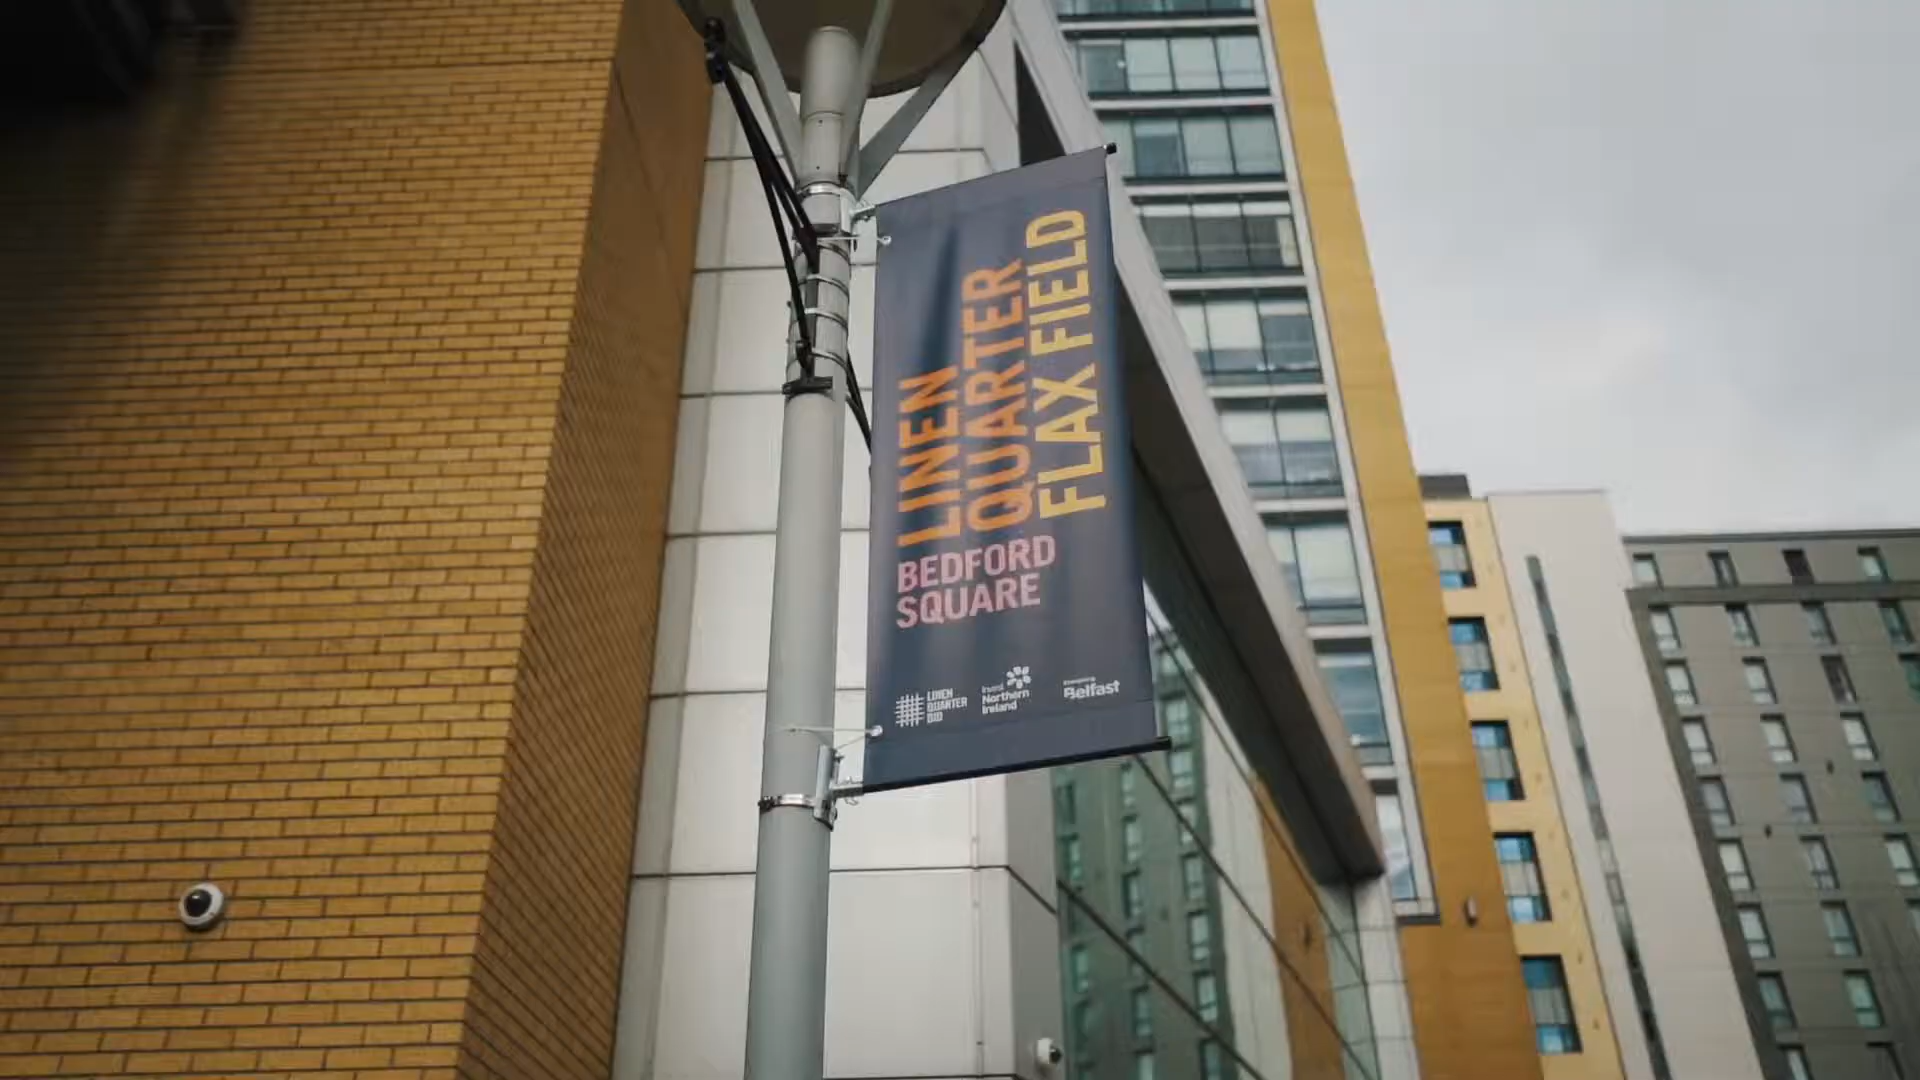 LINEN
QUARTER
FLAX FIELD
BEDFORD
SQUARE
LINEN
QUARTER
BID
Invest
Northern
Ireland
Belfast